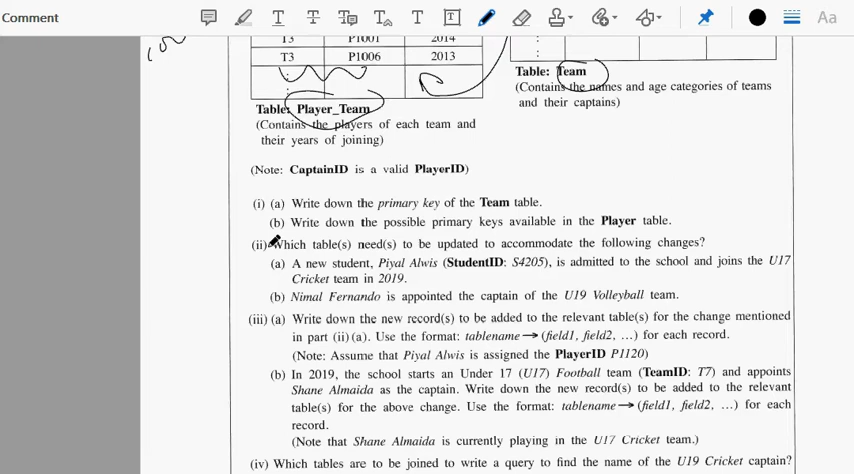 Comment
T3 P1001 2014
T3 P1006 2013
: : :
: 
Table: Team
(Contains the names and age categories of teams
and their captains)
Table: Player_Team
(Contains the players of each team and
their years of joining)
(Note: CaptainID is a valid PlayerID)
(i) (a) Write down the primary key of the Team table.
(b) Write down the possible primary keys available in the Player table.
(ii) Which table(s) need(s) to be updated to accommodate the following changes?
(a) A new student, Piyal Alwis (StudentID: S4205), is admitted to the school and joins the U17
Cricket team in 2019.
(b) Nimal Fernando is appointed the captain of the U19 Volleyball team.
(iii) (a) Write down the new record(s) to be added to the relevant table(s) for the change mentioned
in part (ii) (a). Use the format: tablename→(field1, field2, ...) for each record.
(Note: Assume that Piyal Alwis is assigned the PlayerID P1120)
(b) In 2019, the school starts an Under 17 (U17) Football team (TeamID: T7) and appoints
Shane Almaida as the captain. Write down the new record(s) to be added to the relevant
table(s) for the above change. Use the format: tablename→(field1, field2, ...) for each
record.
(Note that Shane Almaida is currently playing in the U17 Cricket team.)
(iv) Which tables are to be joined to write a query to find the name of the U19 Cricket captain?